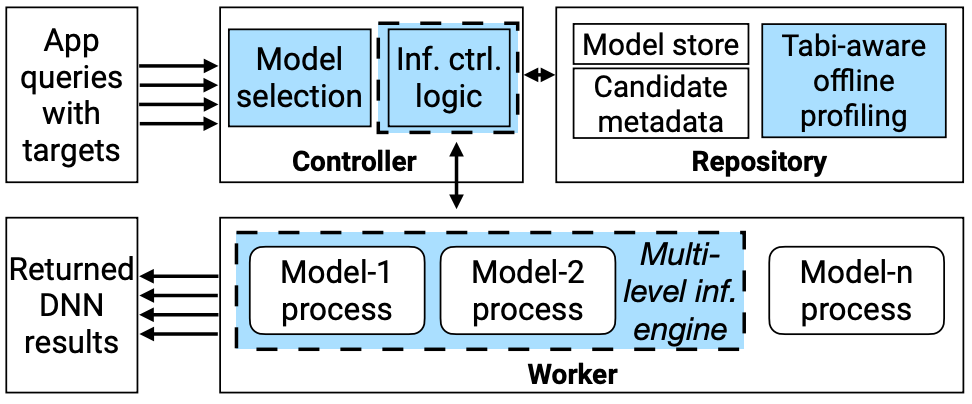 App
queries
with
targets
Model
selection
Inf. ctrl.
logic
Controller
Model store
Candidate
metadata
Tabi-aware
offline
profiling
Repository
Returned
DNN
results
Model-1
process
Model-2
process
Multi-
level inf.
engine
Model-n
process
Worker